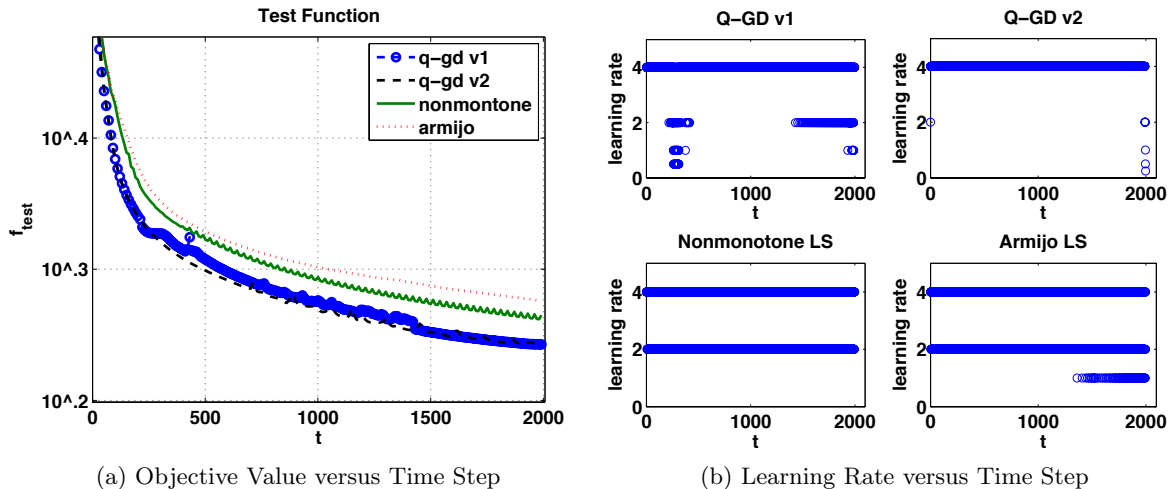 Test Function
q-gd v1
q-gd v2
nonmontone
armijo
10^.4
10^.3
10^.2
f_test
0 500 1000 1500 2000
t
(a) Objective Value versus Time Step
Q-GD v1
learning rate
4
2
0
0 1000 2000
t
Q-GD v2
learning rate
4
2
0
0 1000 2000
t
Nonmonotone LS
learning rate
4
2
0
0 1000 2000
t
Armijo LS
learning rate
4
2
0
0 1000 2000
t
(b) Learning Rate versus Time Step